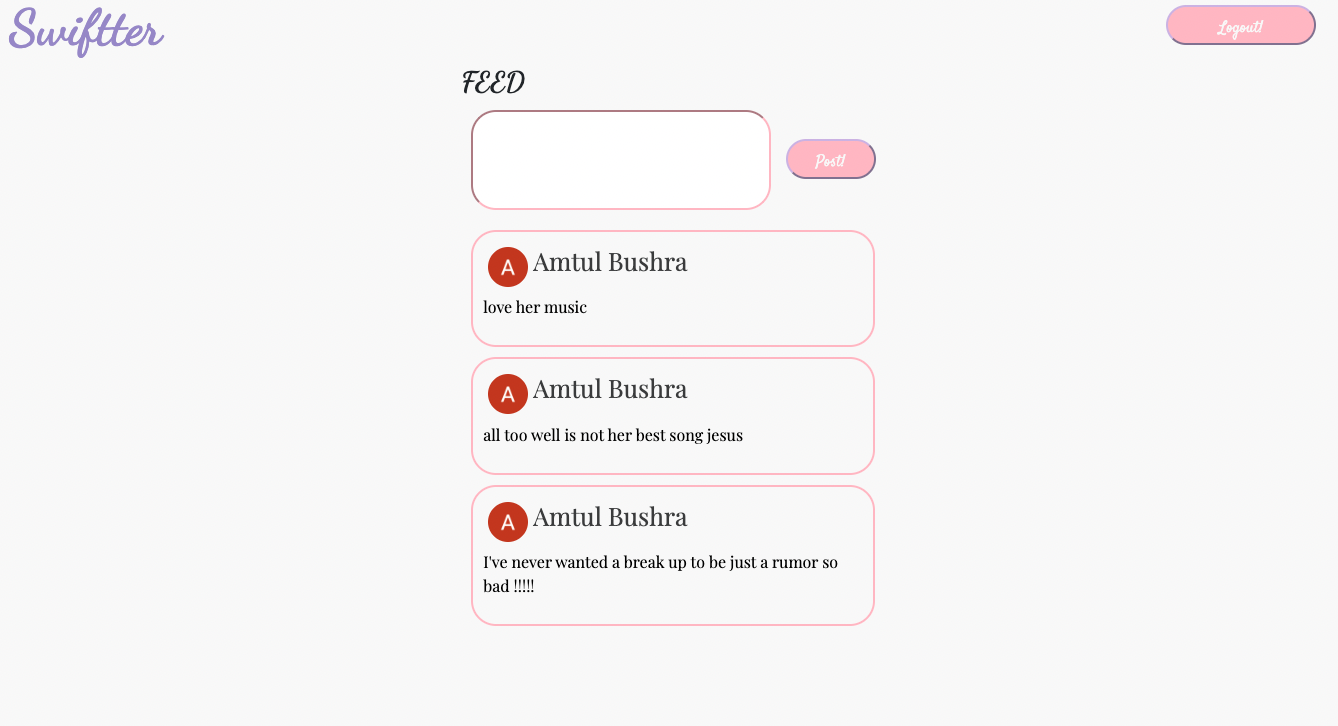 Swiftter
Logout!
FEED
Post!
A
Amtul Bushra
love her music
A
Amtul Bushra
all too well is not her best song jesus
A
Amtul Bushra
I've never wanted a break up to be just a rumor so
bad !!!!!